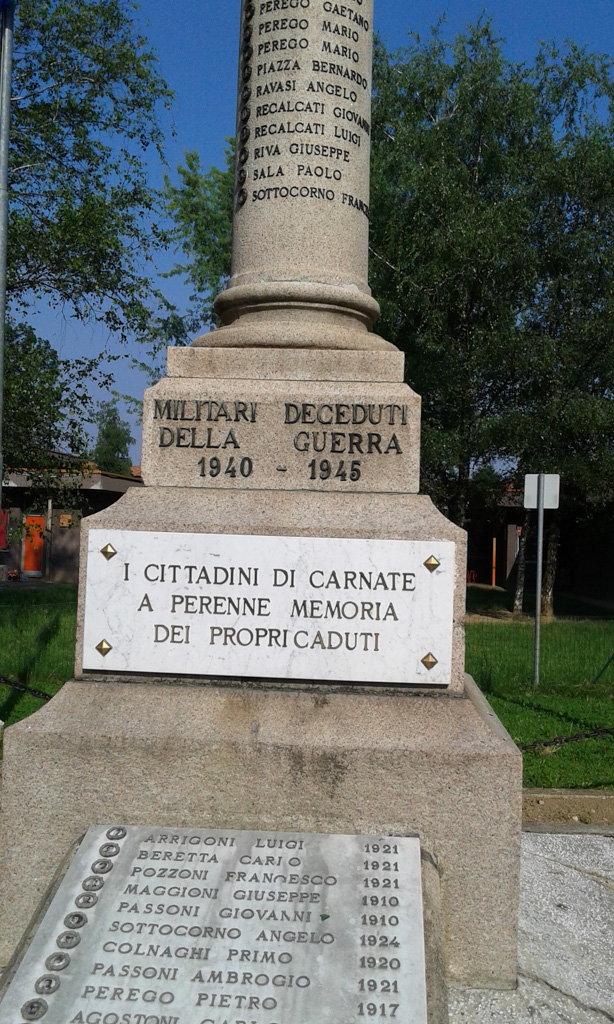 PEREGO GAETANO
PEREGO MARIO
PEREGO MARIO
PIAZZA BERNARDO
RAVASI ANGELO
RECALCATI GIOVANNI
RECALCATI LUIGI
RIVA GIUSEPPE
SALA PAOLO
SOTTOCORNO
MILITARI DECEDUTI
DELLA GUERRA
1940 - 1945
I CITTADINI DI CARNATE
A PERENNE MEMORIA
DEI PROPRI CADUTI
ARRIGONI LUIGI 1921
BERETTA CARLO 1921
POZZONI FRANCESCO 1921
MAGGIONI GIUSEPPE 1910
PASSONI GIOVANNI 1910
SOTTOCORNO ANGELO 1924
COLNAGHI PRIMO 1920
PASSONI AMBROGIO 1921
PEREGO PIETRO 1917
AGOSTONI CARLO